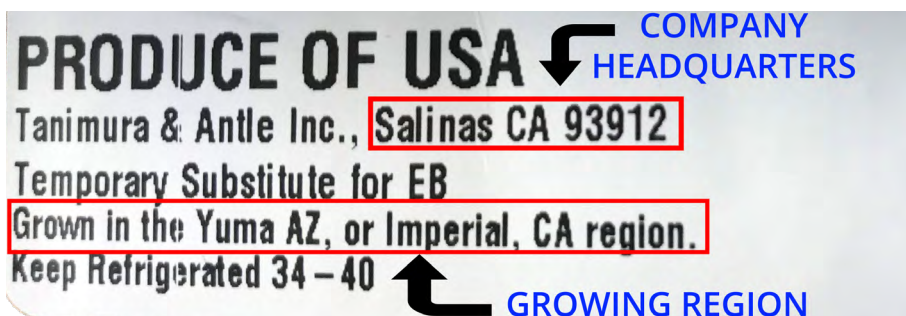 COMPANY
HEADQUARTERS
PRODUCE OF USA
Tanimura & Antle Inc., Salinas CA 93912
Temporary Substitute for EB
Grown in the Yuma AZ, or Imperial, CA region.
Keep Refrigerated 34 – 40
GROWING REGION